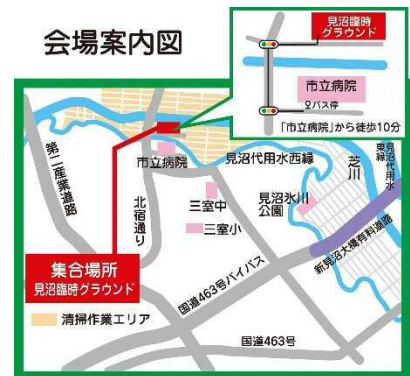 会場案内図
見沼臨時
グラウンド
市立病院
バス停
「市立病院」から徒歩10分
第二産業道路
北宿通り
市立病院
見沼代用水西縁
芝川
見沼代用水
東縁
三室中
三室小
見沼氷川
公園
新見沼大橋有料道路
集合場所
見沼臨時グラウンド
国道463号バイパス
清掃作業エリア
国道463号